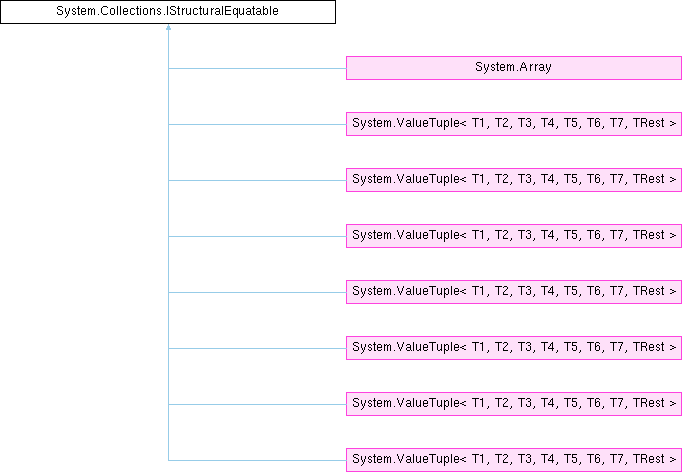 System.Collections.IStructuralEquatable
System.Array
System.ValueTuple< T1, T2, T3, T4, T5, T6, T7, TRest >
System.ValueTuple< T1, T2, T3, T4, T5, T6, T7, TRest >
System.ValueTuple< T1, T2, T3, T4, T5, T6, T7, TRest >
System.ValueTuple< T1, T2, T3, T4, T5, T6, T7, TRest >
System.ValueTuple< T1, T2, T3, T4, T5, T6, T7, TRest >
System.ValueTuple< T1, T2, T3, T4, T5, T6, T7, TRest >
System.ValueTuple< T1, T2, T3, T4, T5, T6, T7, TRest >